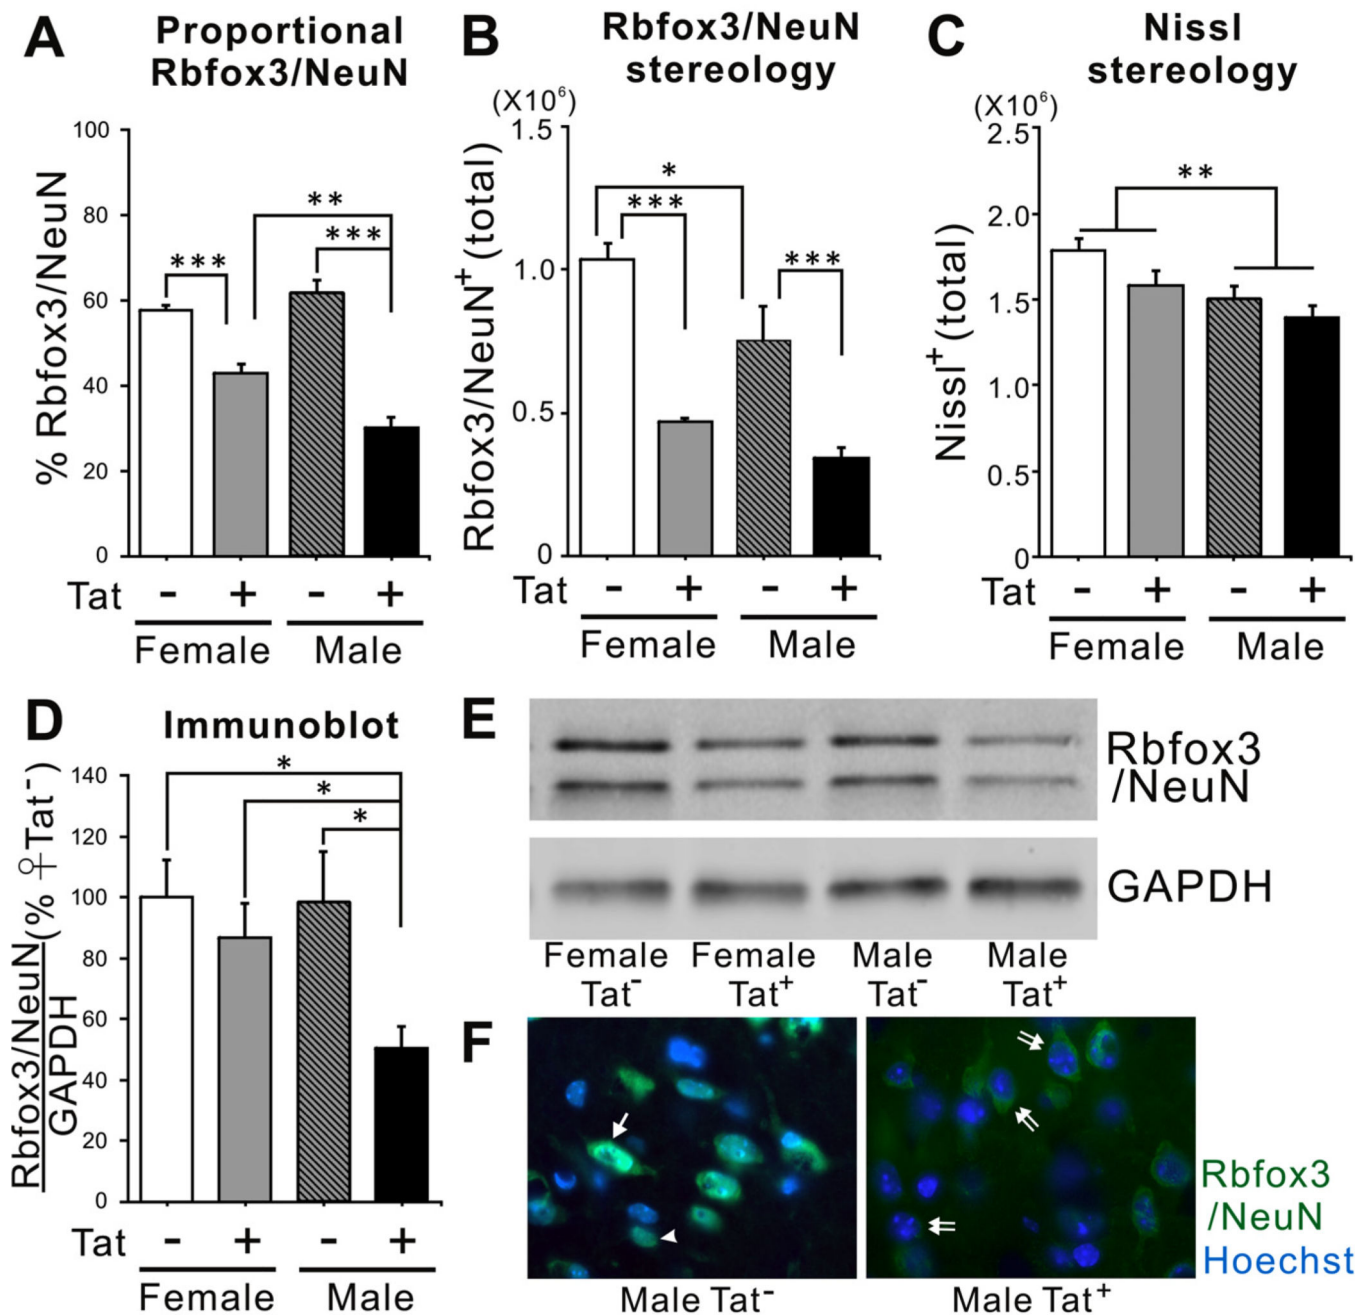 A
Proportional
Rbfox3/NeuN
% Rbfox3/NeuN
100
80
60
40
20
0
***
**
***
Tat - + - +
Female Male
B
Rbfox3/NeuN
stereology
(X10⁶)
Rbfox3/NeuN⁺ (total)
1.5
1.0
0.5
0
*
***
***
Tat - + - +
Female Male
C
Nissl
stereology
(X10⁶)
Nissl⁺ (total)
2.5
2.0
1.5
1.0
0.5
0
**
Tat - + - +
Female Male
D
Immunoblot
Rbfox3/NeuN (% ♀Tat⁻)
GAPDH
140
120
100
80
60
40
20
0
*
*
*
Tat - + - +
Female Male
E
Rbfox3
/NeuN
GAPDH
Female Female Male Male
Tat⁻ Tat⁺ Tat⁻ Tat⁺
F
Rbfox3
/NeuN
Hoechst
Male Tat⁻ Male Tat⁺